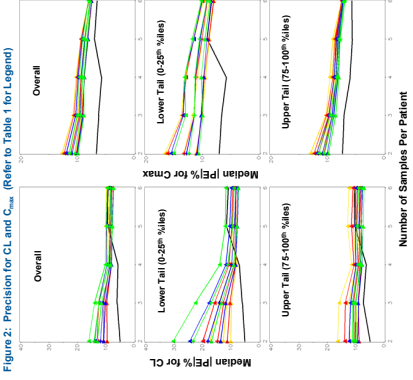 Figure 2: Precision for CL and Cmax (Refer to Table 1 for Legend)
Median |PE|% for CL
Median |PE|% for Cmax
Overall
Lower Tail (0-25th %iles)
Upper Tail (75-100th %iles)
Overall
Lower Tail (0-25th %iles)
Upper Tail (75-100th %iles)
Number of Samples Per Patient